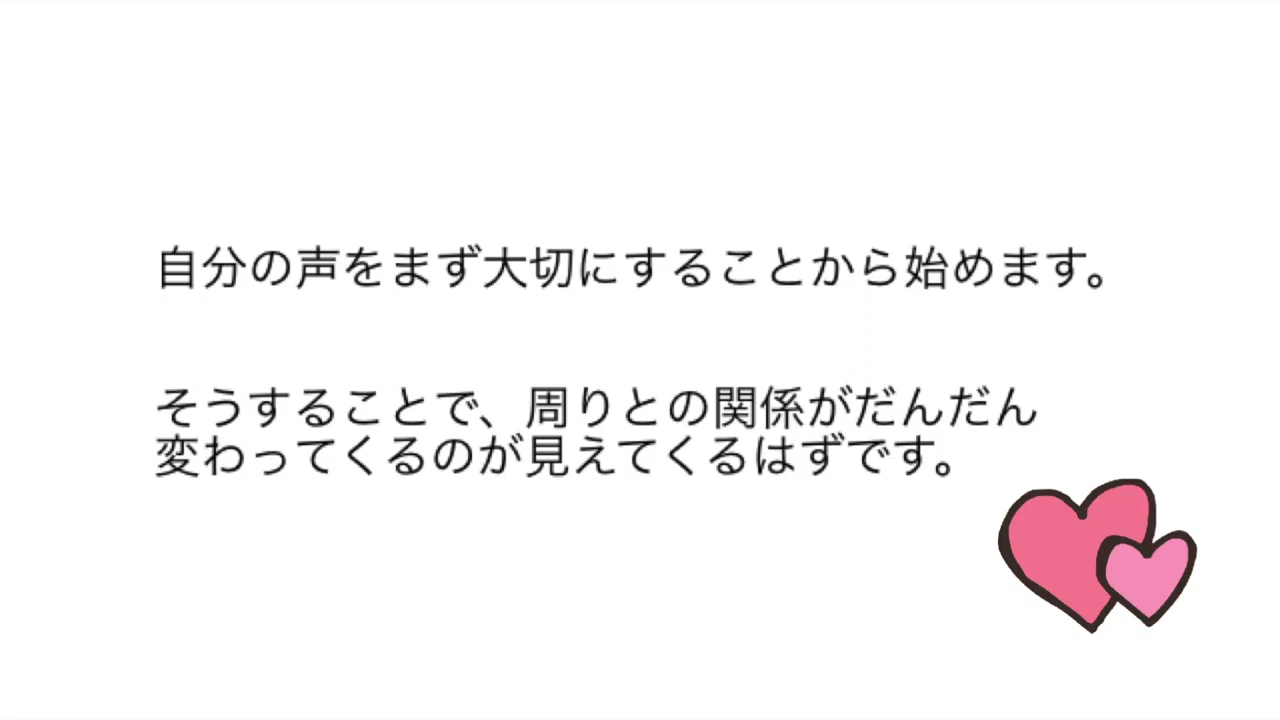 自分の声をまず大切にすることから始めます。
そうすることで、周りとの関係がだんだん
変わってくるのが見えてくるはずです。